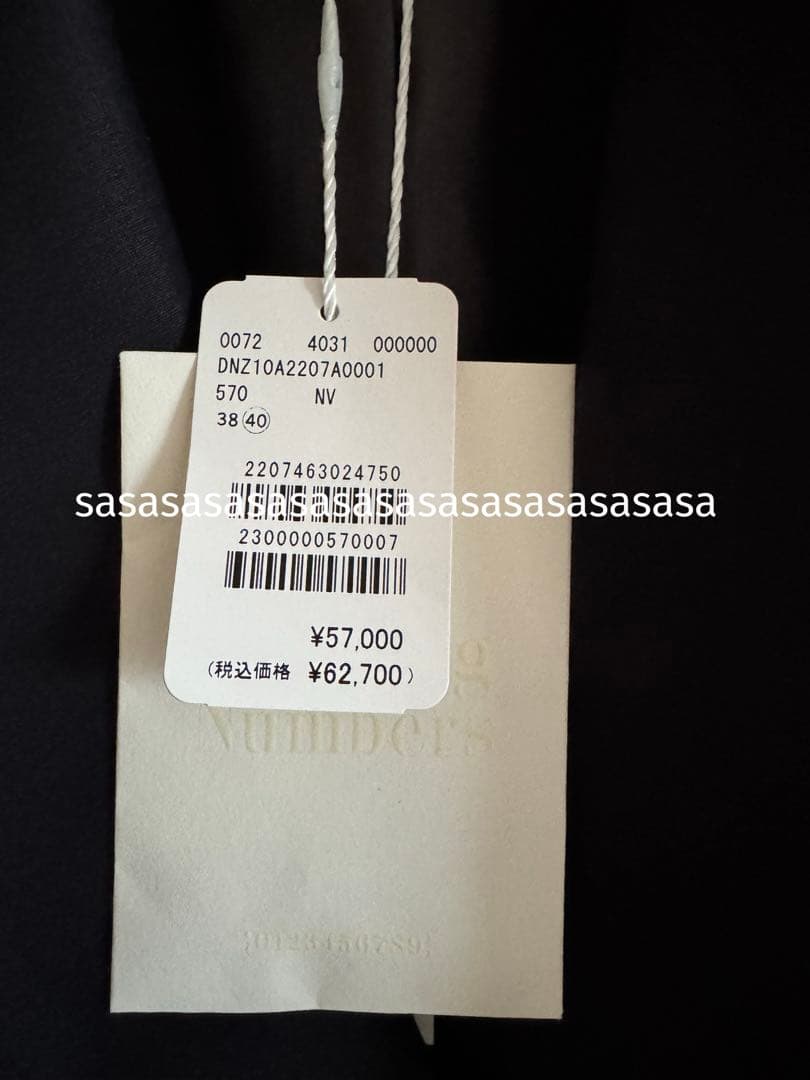 0072 4031 000000
DNZ10A2207A0001
570 NV
38 ㊵
2207463024750
sasasasasasasasasasasasasasasa
2300000570007
¥57,000
(税込価格 ¥62,700)
Numbers
{0123456789}